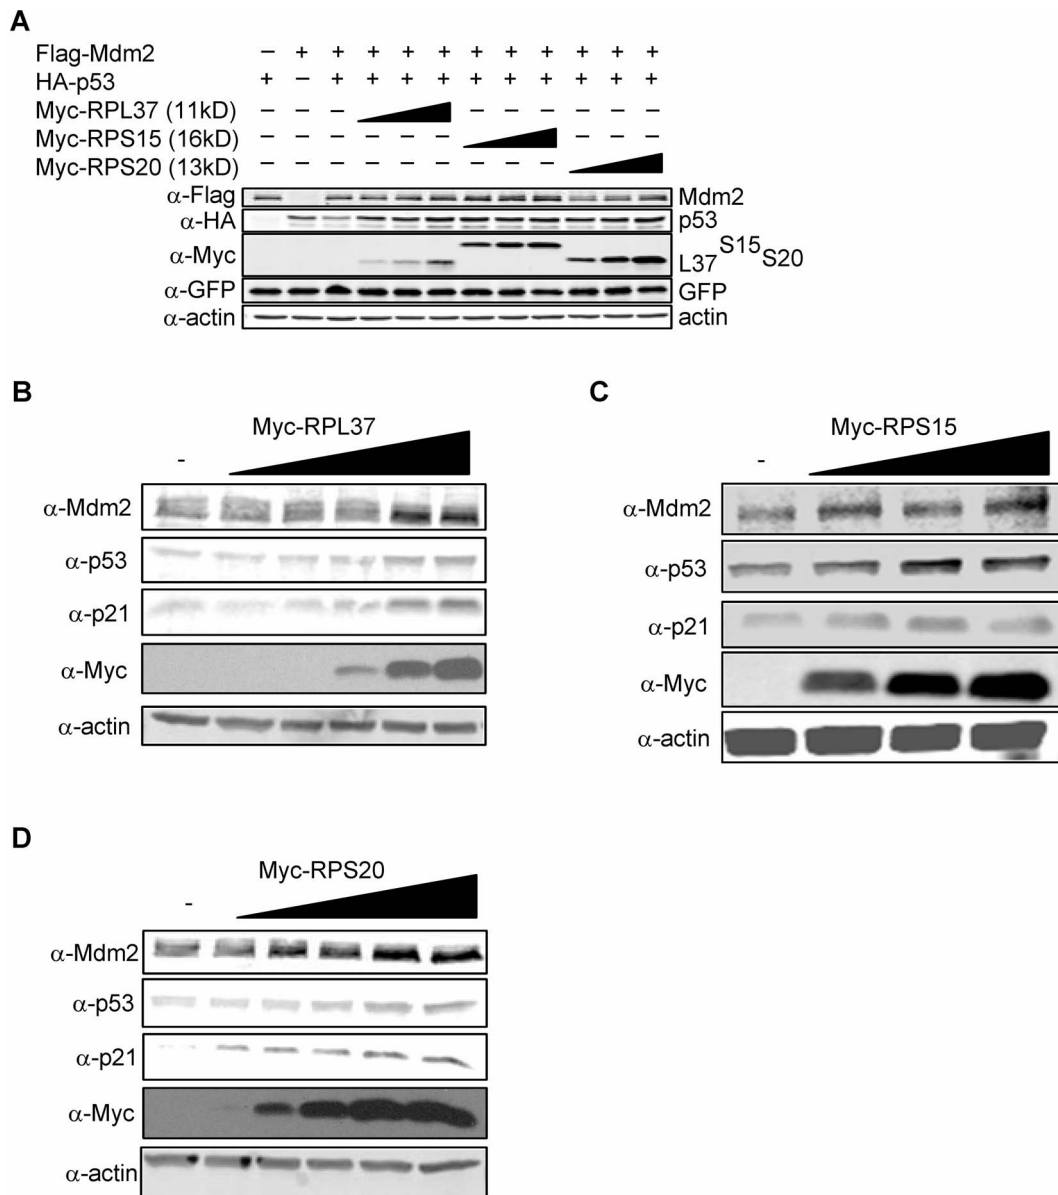 A
Flag-Mdm2 − + + + + + + + + + + +
HA-p53 + − + + + + + + + + + +
Myc-RPL37 (11kD) − − − − − − − − −
Myc-RPS15 (16kD) − − − − − − − − −
Myc-RPS20 (13kD) − − − − − − − − −
α-Flag Mdm2
α-HA p53
α-Myc L37 S15 S20
α-GFP GFP
α-actin actin
B
Myc-RPL37
-
α-Mdm2
α-p53
α-p21
α-Myc
α-actin
C
Myc-RPS15
-
α-Mdm2
α-p53
α-p21
α-Myc
α-actin
D
Myc-RPS20
-
α-Mdm2
α-p53
α-p21
α-Myc
α-actin